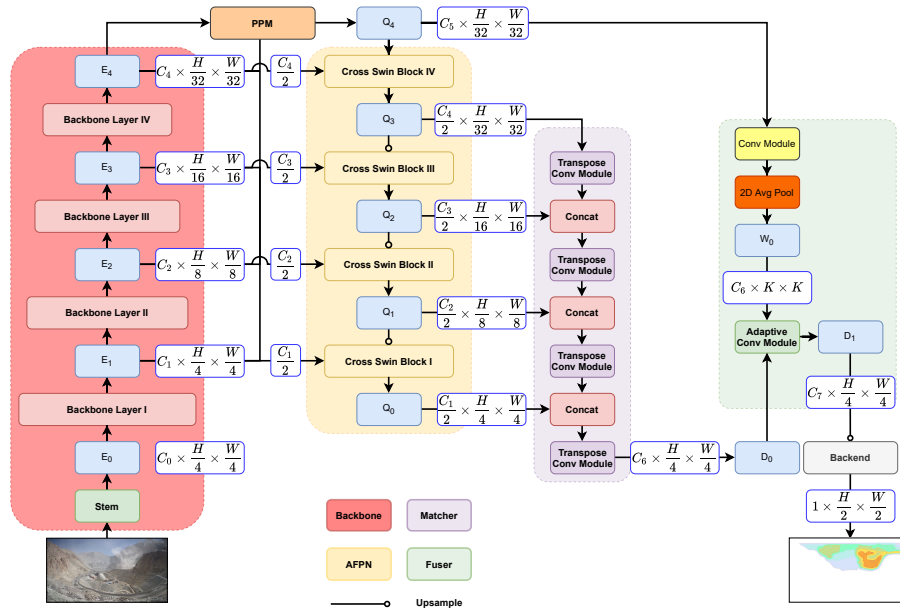 PPM
Q4
C5 × H/32 × W/32
E4
C4 × H/32 × W/32
C4/2
Cross Swin Block IV
Backbone Layer IV
Q3
C4/2 × H/32 × W/32
Conv Module
E3
C3 × H/16 × W/16
C3/2
Cross Swin Block III
Transpose
Conv Module
2D Avg Pool
Backbone Layer III
Q2
C3/2 × H/16 × W/16
Concat
W0
E2
C2 × H/8 × W/8
C2/2
Cross Swin Block II
Transpose
Conv Module
C6 × K × K
Backbone Layer II
Q1
C2/2 × H/8 × W/8
Concat
Adaptive
Conv Module
D1
E1
C1 × H/4 × W/4
C1/2
Cross Swin Block I
Transpose
Conv Module
C7 × H/4 × W/4
Backbone Layer I
Q0
C1/2 × H/4 × W/4
Concat
E0
C0 × H/4 × W/4
Transpose
Conv Module
C6 × H/4 × W/4
D0
Backend
Stem
1 × H/2 × W/2
Backbone
Matcher
AFPN
Fuser
Upsample